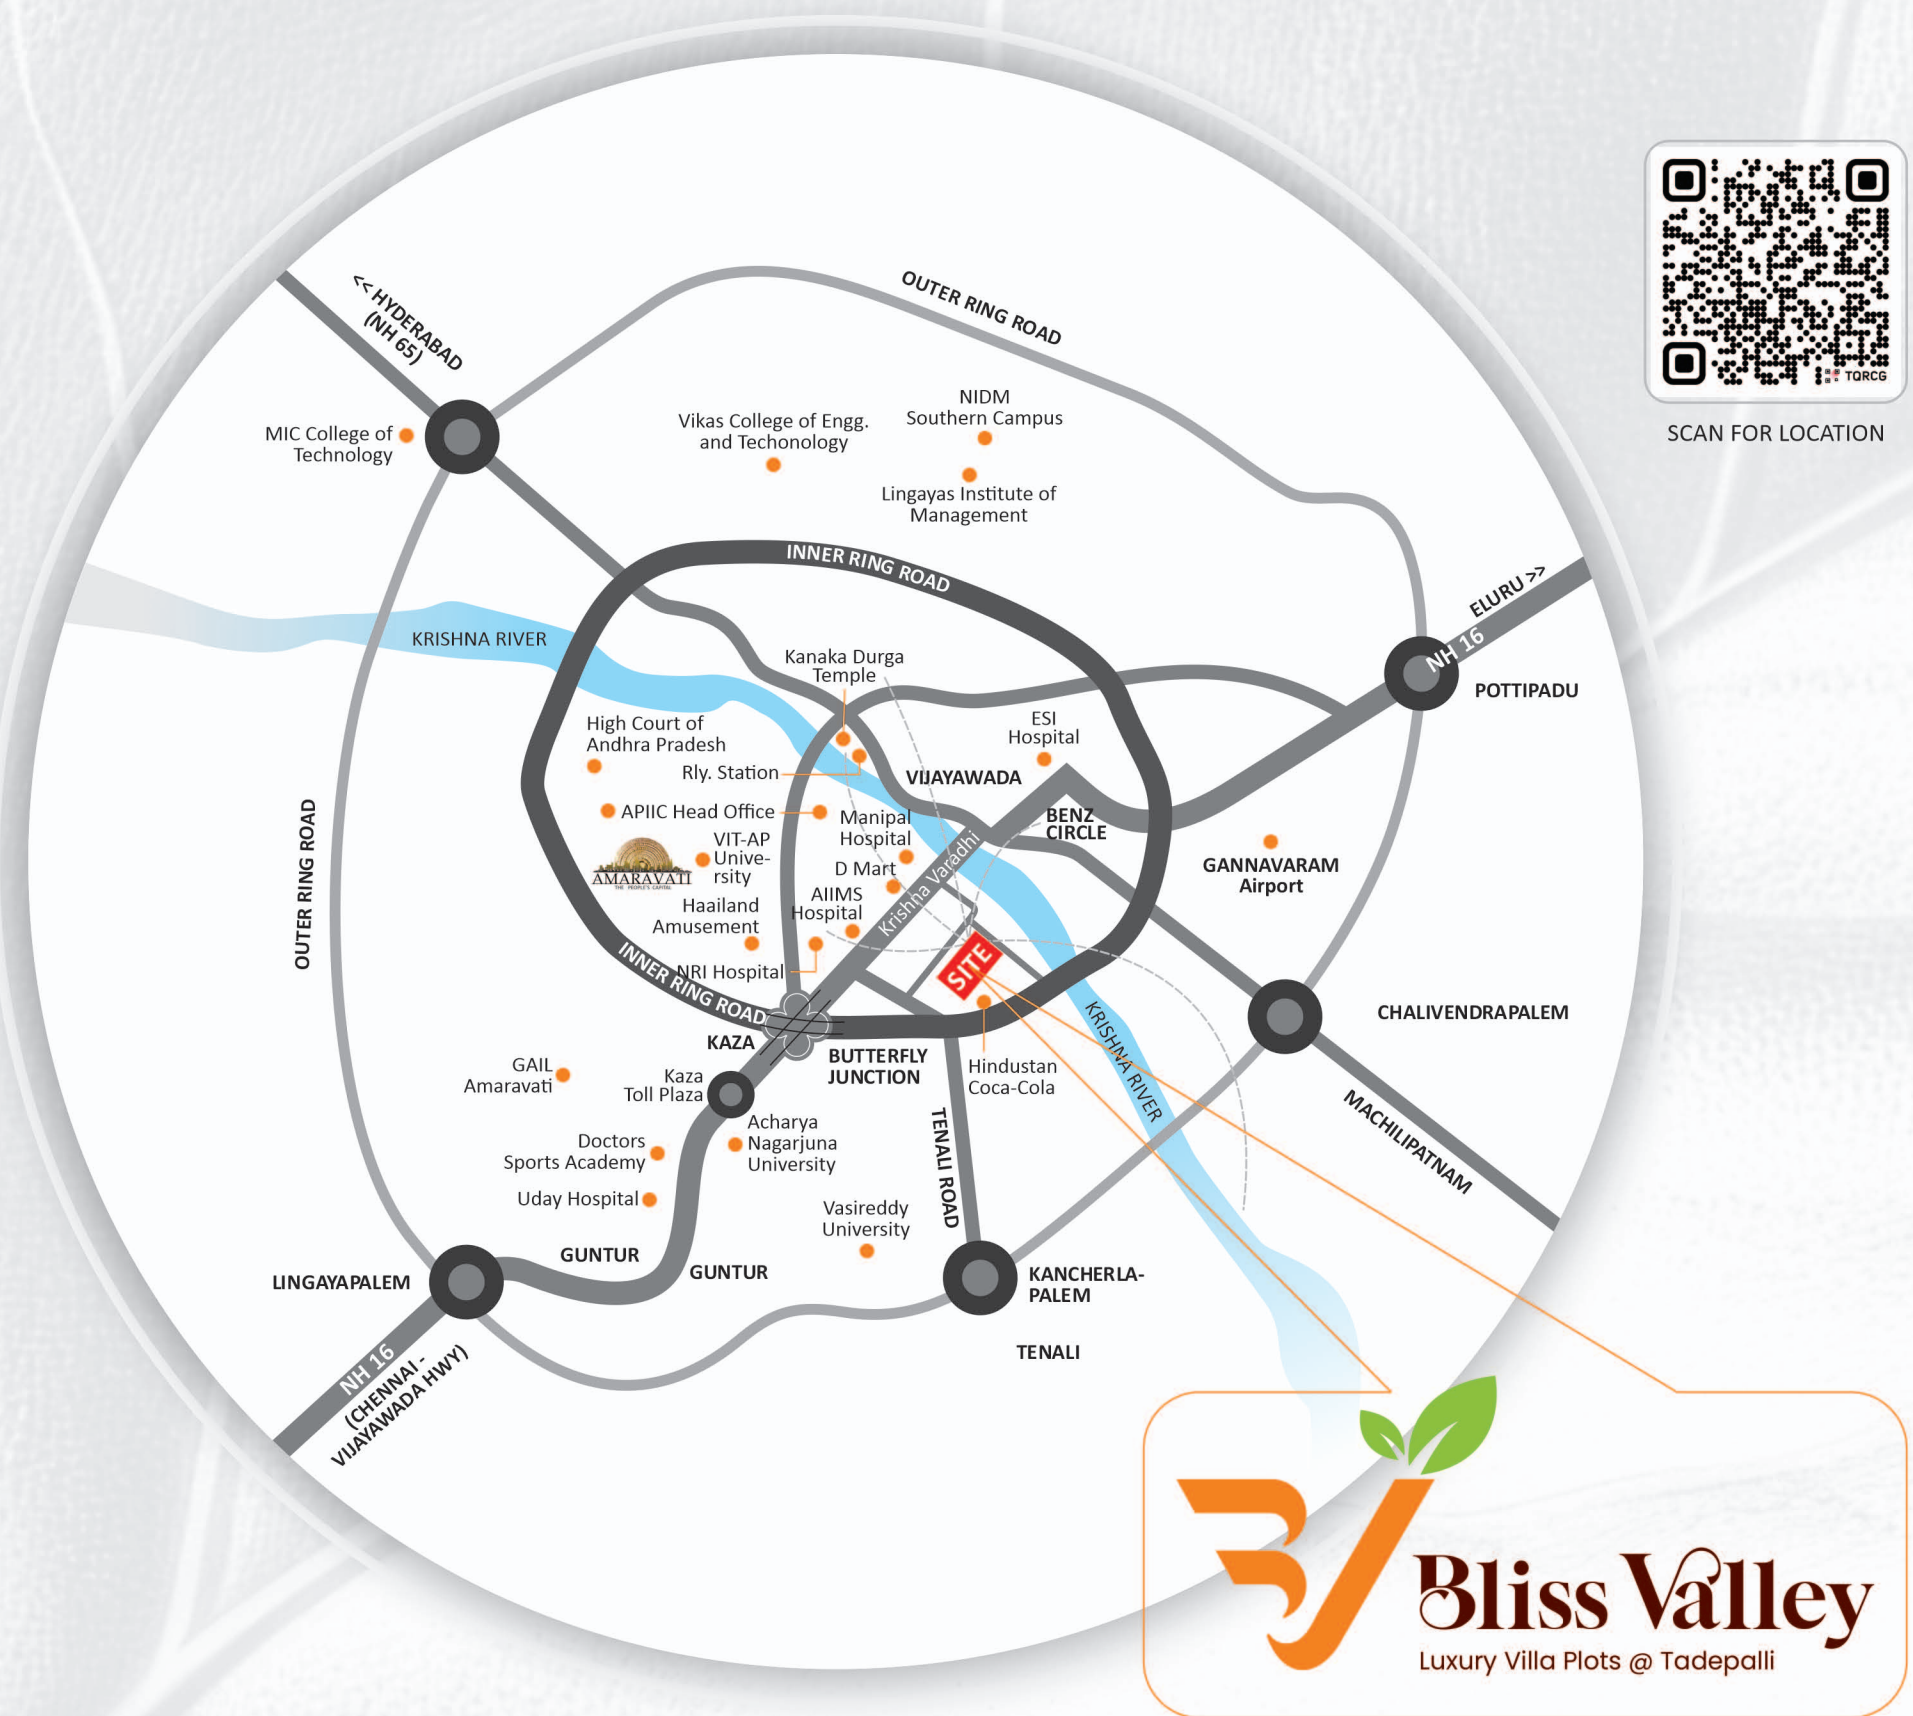 << HYDERABAD
(NH 65)
OUTER RING ROAD
TQRCG
SCAN FOR LOCATION
MIC College of
Technology
Vikas College of Engg.
and Techonology
NIDM
Southern Campus
Lingayas Institute of
Management
INNER RING ROAD
ELURU >>
NH 16
POTTIPADU
KRISHNA RIVER
Kanaka Durga
Temple
High Court of
Andhra Pradesh
Rly. Station
ESI
Hospital
VIJAYAWADA
BENZ
CIRCLE
APIIC Head Office
Manipal
Hospital
VIT-AP
Unive-
rsity
AMARAVATI
THE PEOPLE'S CAPITAL
D Mart
AIIMS
Hospital
Krishna Varadhi
GANNAVARAM
Airport
OUTER RING ROAD
Haailand
Amusement
NRI Hospital
SITE
INNER RING ROAD
KAZA
BUTTERFLY
JUNCTION
Hindustan
Coca-Cola
KRISHNA RIVER
CHALIVENDRAPALEM
GAIL
Amaravati
Kaza
Toll Plaza
Acharya
Nagarjuna
University
Doctors
Sports Academy
Uday Hospital
TENALI ROAD
MACHILIPATNAM
Vasireddy
University
GUNTUR
GUNTUR
LINGAYAPALEM
KANCHERLA-
PALEM
TENALI
NH 16
(CHENNAI -
VIJAYAWADA HWY)
Bliss Valley
Luxury Villa Plots @ Tadepalli